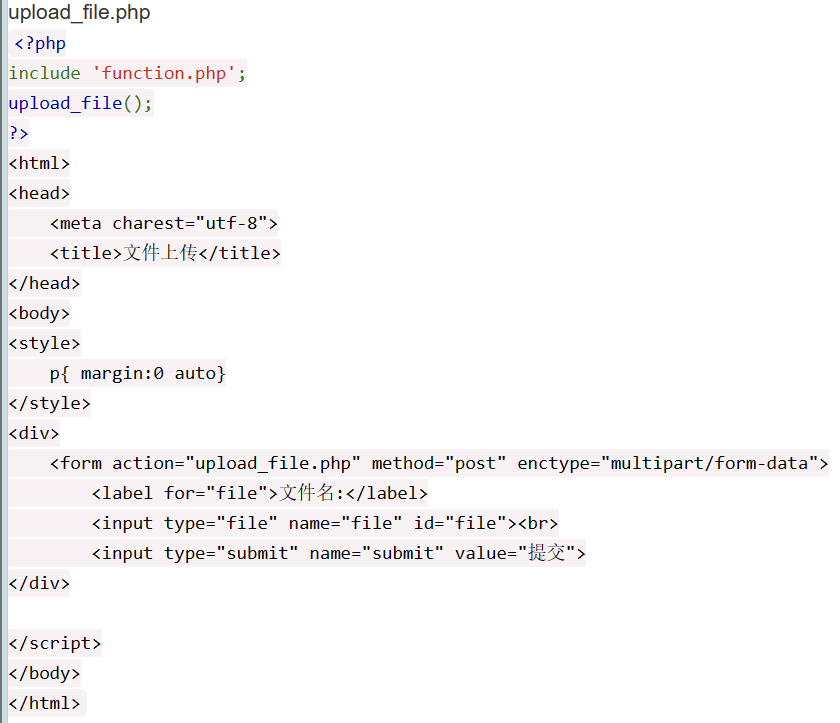 upload_file.php
<?php
include 'function.php';
upload_file();
?>
<html>
<head>
    <meta charest="utf-8">
    <title>文件上传</title>
</head>
<body>
<style>
    p{ margin:0 auto}
</style>
<div>
    <form action="upload_file.php" method="post" enctype="multipart/form-data">
        <label for="file">文件名:</label>
        <input type="file" name="file" id="file"><br>
        <input type="submit" name="submit" value="提交">
</div>

</script>
</body>
</html>